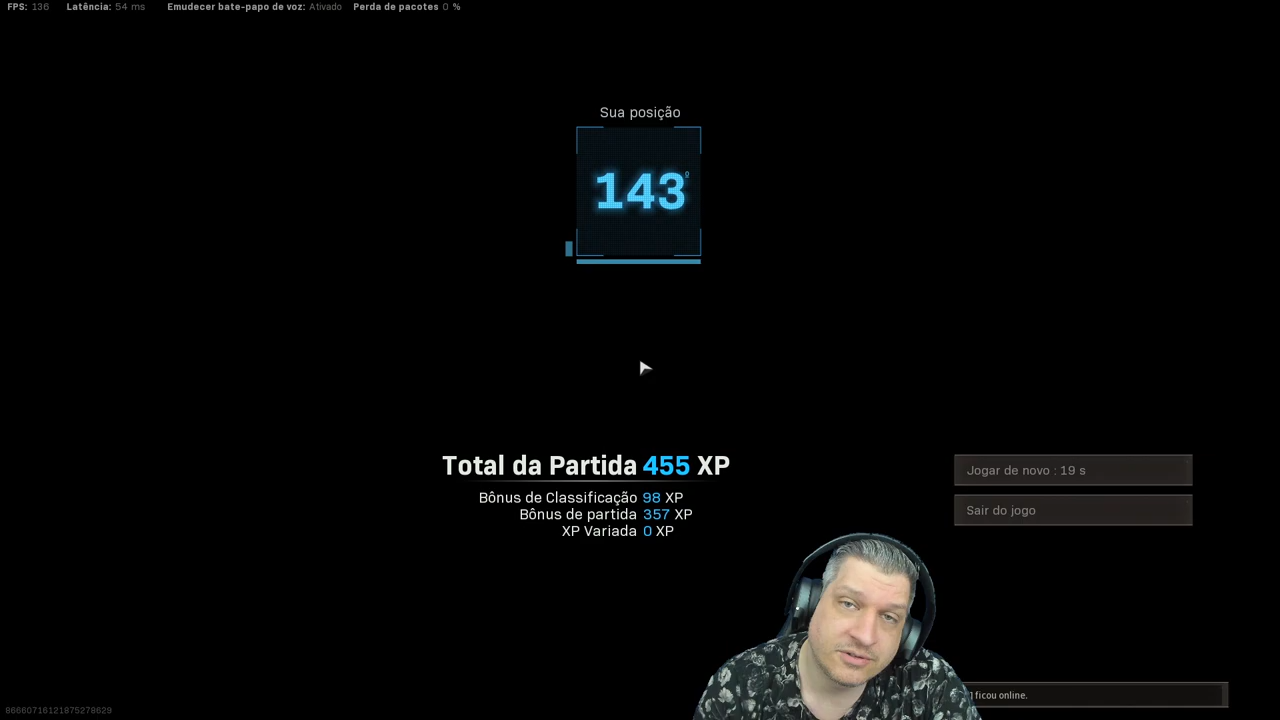 FPS: 136 Latência: 54 ms Emudecer bate-papo de voz: Ativado Perda de pacotes 0 %
Sua posição
143º
Total da Partida 455 XP
Bônus de Classificação 98 XP
Bônus de partida 357 XP
XP Variada 0 XP
Jogar de novo : 19 s
Sair do jogo
ficou online.
86660716121875278629